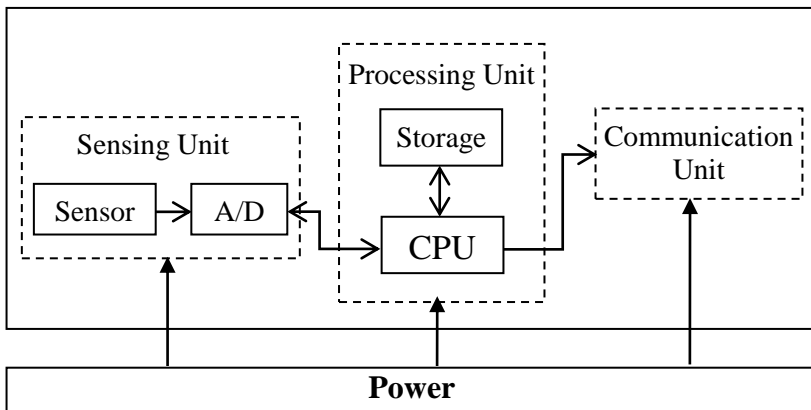 Sensing Unit
Sensor
A/D
Processing Unit
Storage
CPU
Communication
Unit
Power